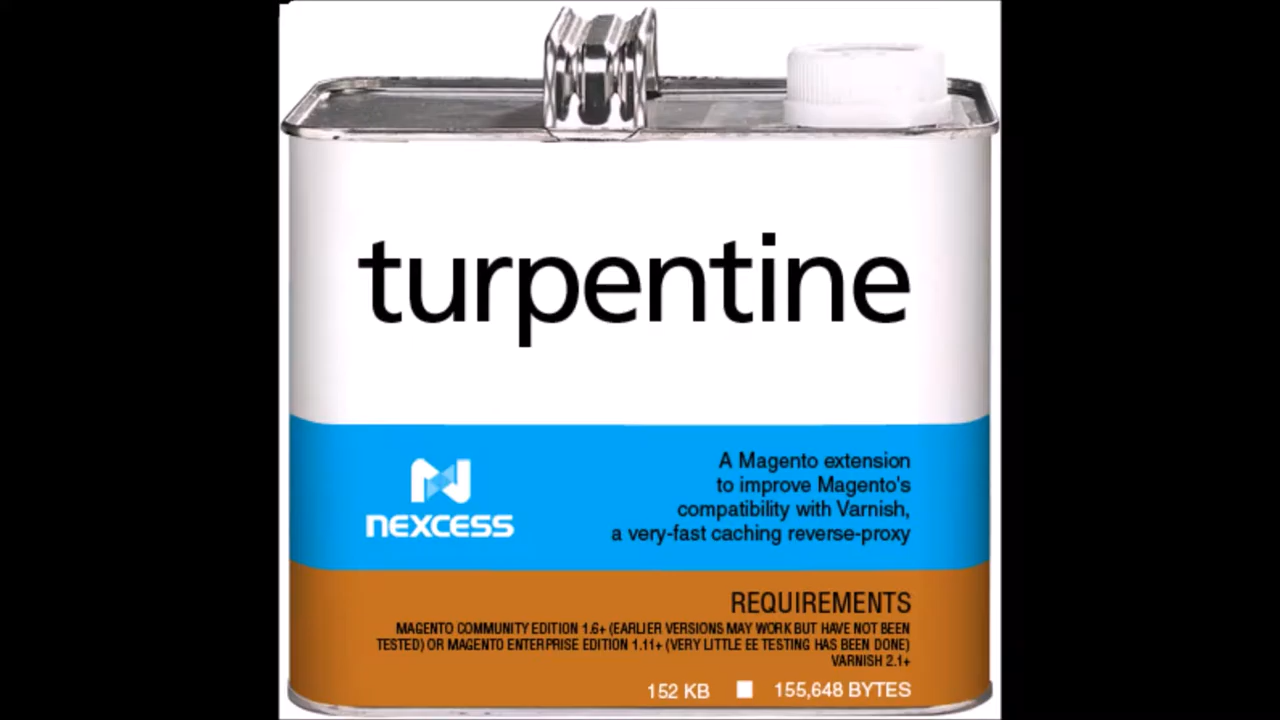 turpentine
NEXCESS
A Magento extension
to improve Magento's
compatibility with Varnish,
a very-fast caching reverse-proxy
REQUIREMENTS
MAGENTO COMMUNITY EDITION 1.6+ (EARLIER VERSIONS MAY WORK BUT HAVE NOT BEEN
TESTED) OR MAGENTO ENTERPRISE EDITION 1.11+ (VERY LITTLE EE TESTING HAS BEEN DONE)
VARNISH 2.1+
152 KB 155,648 BYTES